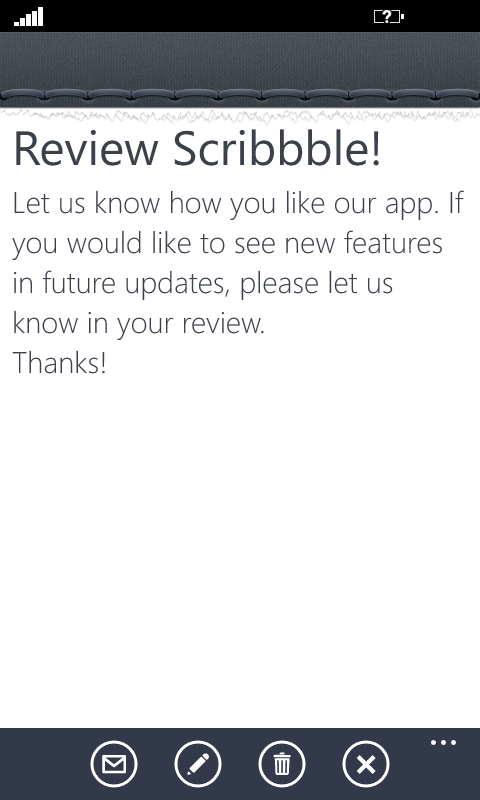 Review Scribbble!
Let us know how you like our app. If
you would like to see new features
in future updates, please let us
know in your review.
Thanks!